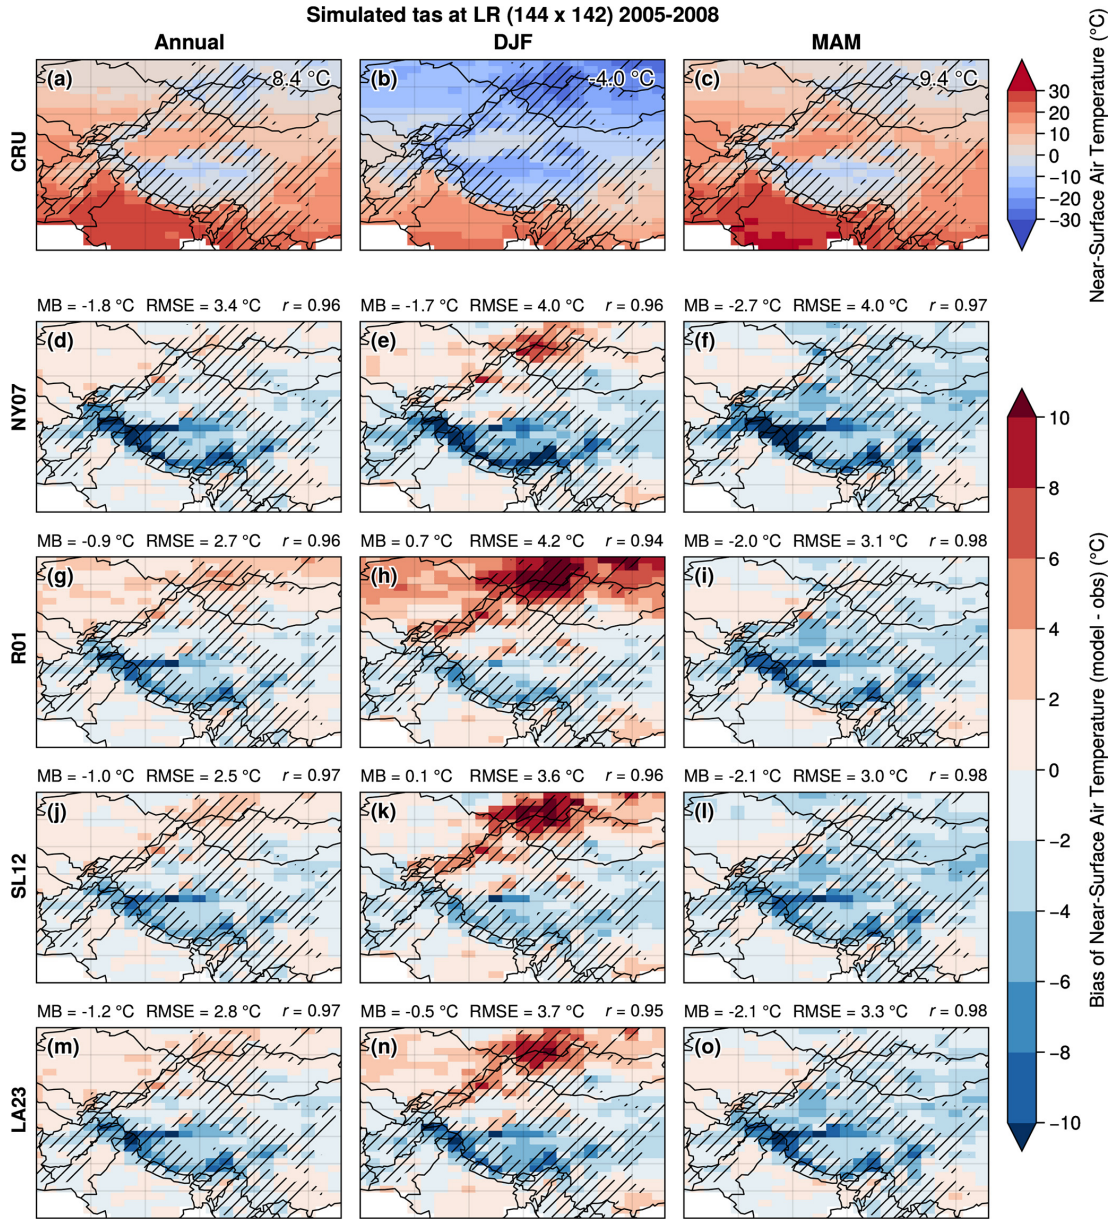 Simulated tas at LR (144 x 142) 2005-2008
Annual DJF MAM
CRU
(a) 8.4 °C
(b) -4.0 °C
(c) 9.4 °C
30
20
10
0
−10
−20
−30
Near-Surface Air Temperature (°C)
NY07
MB = -1.8 °C RMSE = 3.4 °C r = 0.96
(d)
MB = -1.7 °C RMSE = 4.0 °C r = 0.96
(e)
MB = -2.7 °C RMSE = 4.0 °C r = 0.97
(f)
R01
MB = -0.9 °C RMSE = 2.7 °C r = 0.96
(g)
MB = 0.7 °C RMSE = 4.2 °C r = 0.94
(h)
MB = -2.0 °C RMSE = 3.1 °C r = 0.98
(i)
SL12
MB = -1.0 °C RMSE = 2.5 °C r = 0.97
(j)
MB = 0.1 °C RMSE = 3.6 °C r = 0.96
(k)
MB = -2.1 °C RMSE = 3.0 °C r = 0.98
(l)
LA23
MB = -1.2 °C RMSE = 2.8 °C r = 0.97
(m)
MB = -0.5 °C RMSE = 3.7 °C r = 0.95
(n)
MB = -2.1 °C RMSE = 3.3 °C r = 0.98
(o)
10
8
6
4
2
0
−2
−4
−6
−8
−10
Bias of Near-Surface Air Temperature (model - obs) (°C)